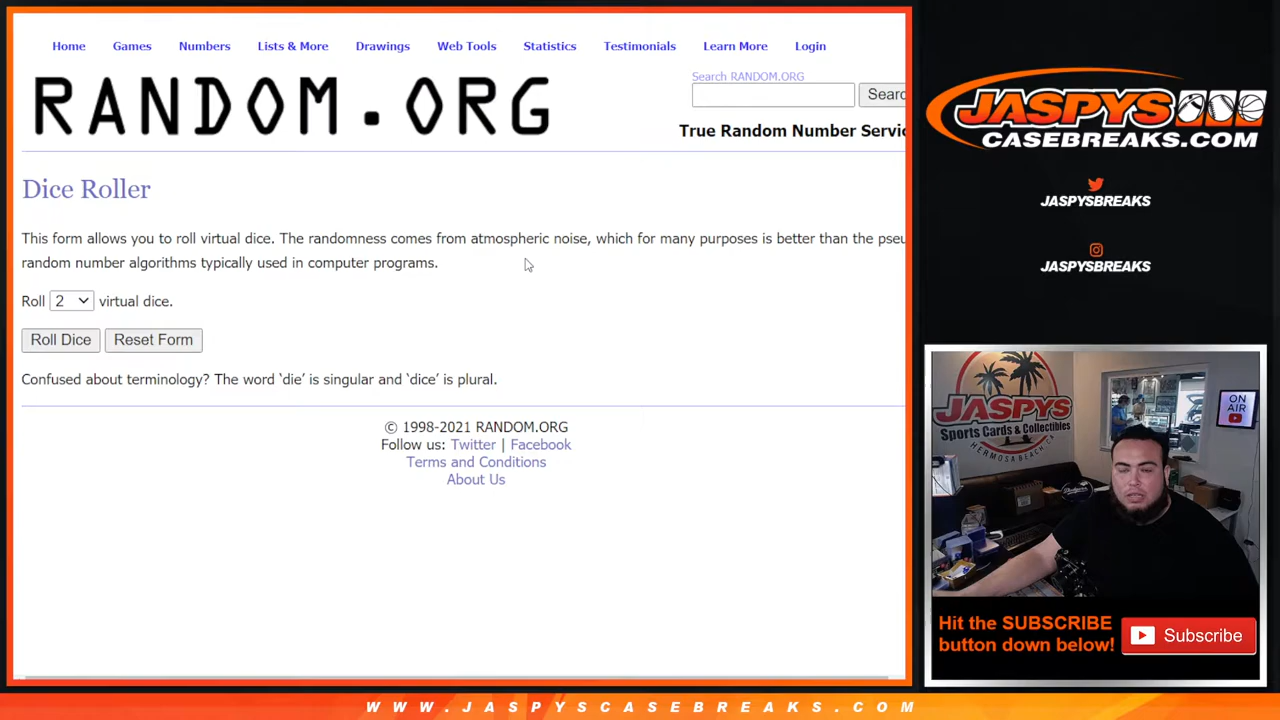 Home Games Numbers Lists & More Drawings Web Tools Statistics Testimonials Learn More Login
RANDOM.ORG
Search RANDOM.ORG
Searc
True Random Number Servic
Dice Roller
This form allows you to roll virtual dice. The randomness comes from atmospheric noise, which for many purposes is better than the pseu
random number algorithms typically used in computer programs.
Roll 2 virtual dice.
Roll Dice Reset Form
Confused about terminology? The word ‘die’ is singular and ‘dice’ is plural.
© 1998-2021 RANDOM.ORG
Follow us: Twitter | Facebook
Terms and Conditions
About Us
JASPYS
CASEBREAKS.COM
JASPYSBREAKS
JASPYSBREAKS
JASPYS
Sports Cards & Collectibles
HERMOSA BEACH, CA
ON
AIR
Dodgers
Hit the SUBSCRIBE
button down below!
Subscribe
WWW.JASPYSCASEBREAKS.COM